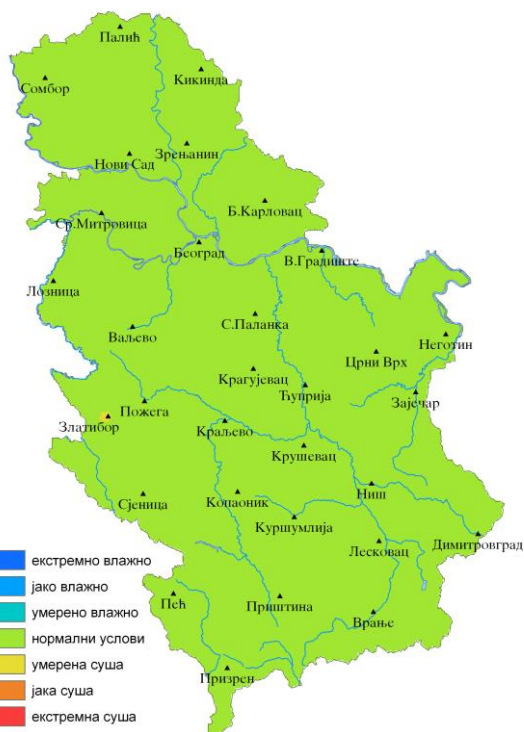 Палић
Кикинда
Сомбор
Зрењанин
Нови Сад
Б.Карловац
Ср.Митровица
Београд
В.Градиште
Лозница
С.Паланка
Ваљево
Неготин
Црни Врх
Крагујевац
Ћуприја
Зајечар
Пожега
Златибор
Краљево
Крушевац
Ниш
Сјеница
Копаоник
Куршумлија
Димитровград
Лесковац
Пећ
Приштина
Врање
Призрен
екстремно влажно
јако влажно
умерено влажно
нормални услови
умерена суша
јака суша
екстремна суша